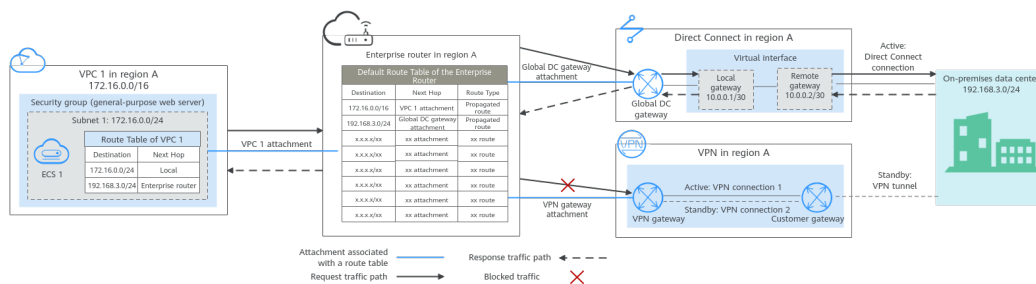 VPC 1 in region A
172.16.0.0/16
Security group (general-purpose web server)
Subnet 1: 172.16.0.0/24
ECS 1
Route Table of VPC 1
Destination Next Hop
172.16.0.0/24 Local
192.168.3.0/24 Enterprise router
VPC 1 attachment
Enterprise router in region A
Default Route Table of the Enterprise
Router
Destination Next Hop Route Type
172.16.0.0/16 VPC 1 attachment Propagated
route
192.168.3.0/24 Global DC gateway
attachment Propagated
route
x.x.x.x/xx xx attachment xx route
x.x.x.x/xx xx attachment xx route
x.x.x.x/xx xx attachment xx route
x.x.x.x/xx xx attachment xx route
x.x.x.x/xx xx attachment xx route
x.x.x.x/xx xx attachment xx route
Global DC gateway
attachment
VPN gateway
attachment
Direct Connect in region A
Virtual interface
Global DC
gateway
Local
gateway
10.0.0.1/30
Remote
gateway
10.0.0.2/30
Active:
Direct Connect
connection
VPN
VPN in region A
Active: VPN connection 1
Standby: VPN connection 2
VPN gateway
Customer gateway
Standby:
VPN tunnel
On-premises data cente
192.168.3.0/24
Attachment associated
with a route table
Response traffic path
Request traffic path
Blocked traffic